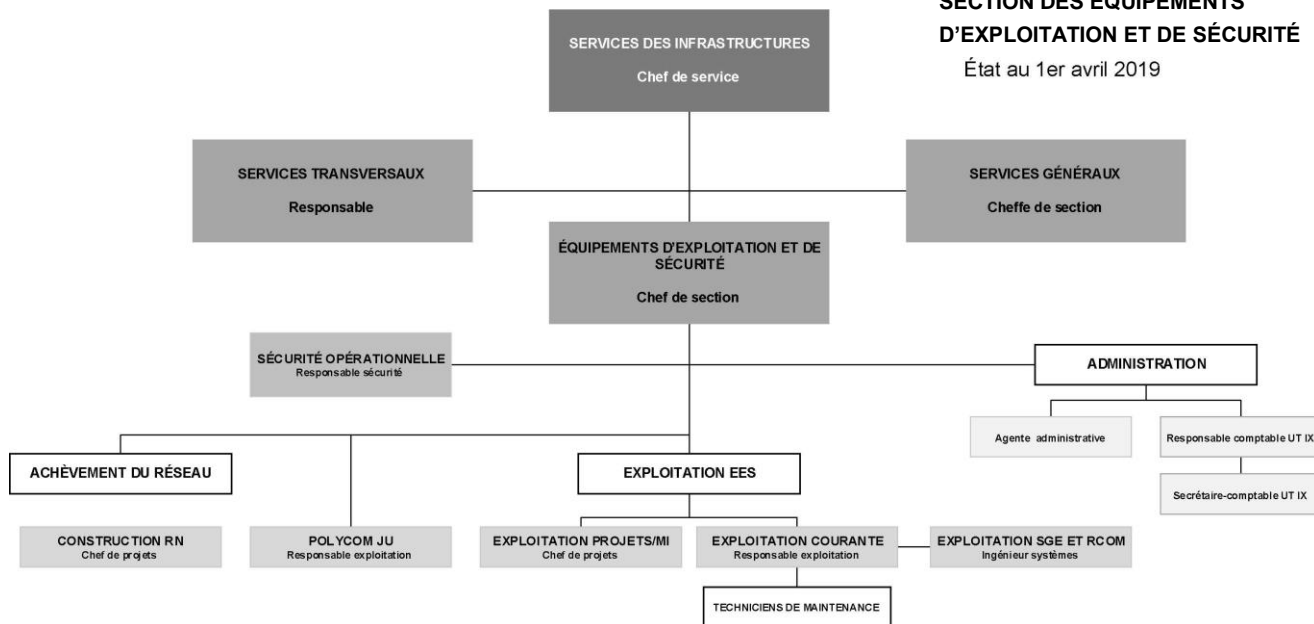 SECTION DES ÉQUIPEMENTS
D'EXPLOITATION ET DE SÉCURITÉ
État au 1er avril 2019
SERVICES DES INFRASTRUCTURES
Chef de service
SERVICES TRANSVERSAUX
Responsable
SERVICES GÉNÉRAUX
Cheffe de section
ÉQUIPEMENTS D'EXPLOITATION ET DE
SÉCURITÉ
Chef de section
SÉCURITÉ OPÉRATIONNELLE
Responsable sécurité
ADMINISTRATION
Agente administrative
Responsable comptable UT IX
Secrétaire-comptable UT IX
ACHÈVEMENT DU RÉSEAU
EXPLOITATION EES
CONSTRUCTION RN
Chef de projets
POLYCOM JU
Responsable exploitation
EXPLOITATION PROJETS/MI
Chef de projets
EXPLOITATION COURANTE
Responsable exploitation
EXPLOITATION SGE ET RCOM
Ingénieur systèmes
TECHNICIENS DE MAINTENANCE